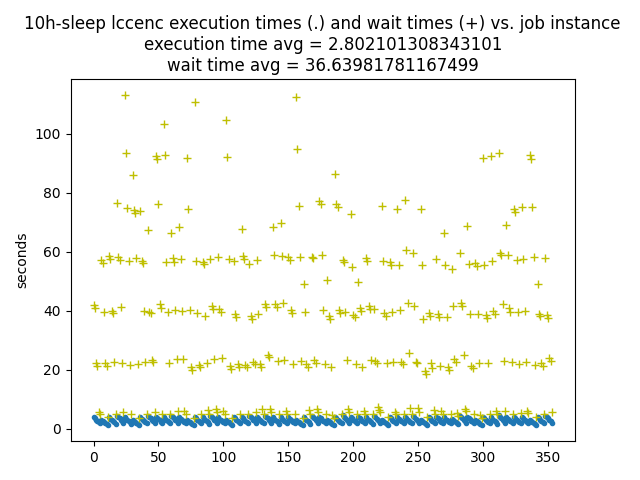 10h-sleep lccenc execution times (.) and wait times (+) vs. job instance
execution time avg = 2.802101308343101
wait time avg = 36.63981781167499
100
80
60
seconds
40
20
0
0 50 100 150 200 250 300 350